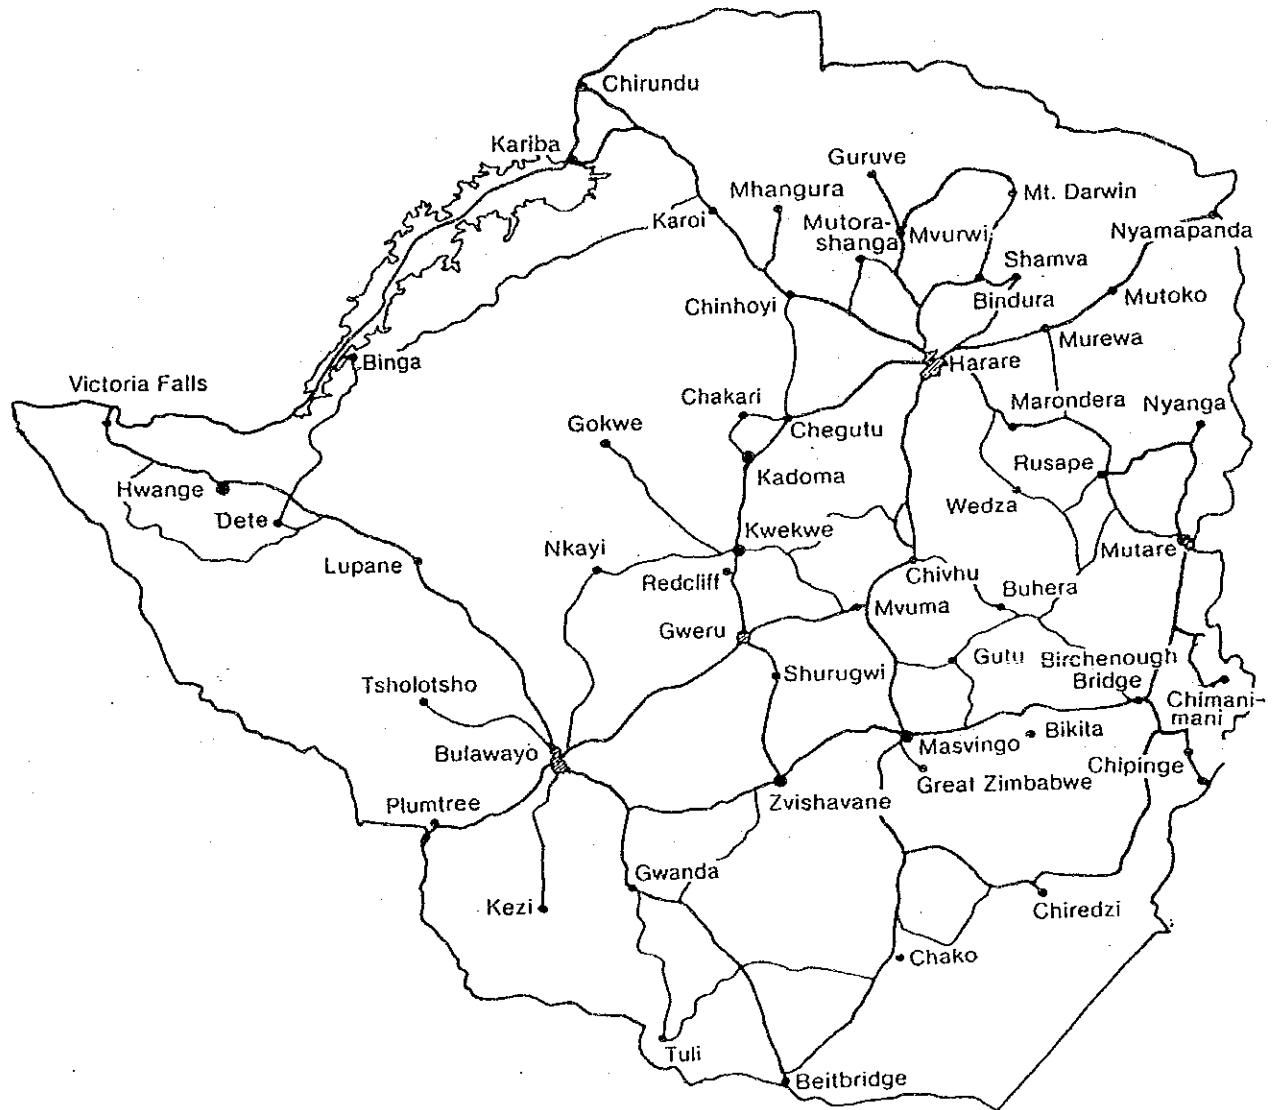 Chirundu
Kariba
Guruve
Mhangura
Mt. Darwin
Karoi
Mutora-
shanga
Mvurwi
Nyamapanda
Shamva
Chinhoyi
Bindura
Mutoko
Murewa
Harare
Binga
Victoria Falls
Chakari
Marondera
Nyanga
Gokwe
Chegutu
Kadoma
Rusape
Hwange
Wedza
Dete
Kwekwe
Mutare
Nkayi
Lupane
Redcliff
Chivhu
Buhera
Mvuma
Gweru
Gutu
Birchenough
Bridge
Shurugwi
Tsholotsho
Chimani-
mani
Bikita
Masvingo
Bulawayo
Chipinge
Great Zimbabwe
Zvishavane
Plumtree
Gwanda
Kezi
Chiredzi
Chako
Tuli
Beitbridge